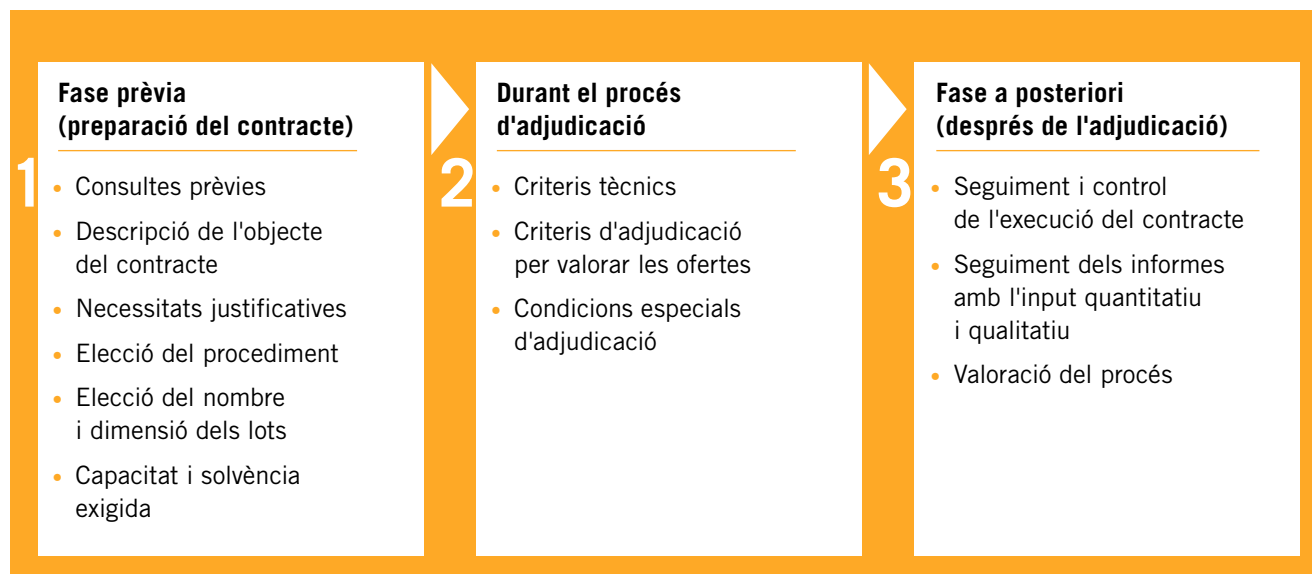 1
Fase prèvia
(preparació del contracte)
• Consultes prèvies
• Descripció de l'objecte
del contracte
• Necessitats justificatives
• Elecció del procediment
• Elecció del nombre
i dimensió dels lots
• Capacitat i solvència
exigida
2
Durant el procés
d'adjudicació
• Criteris tècnics
• Criteris d'adjudicació
per valorar les ofertes
• Condicions especials
d'adjudicació
3
Fase a posteriori
(després de l'adjudicació)
• Seguiment i control
de l'execució del contracte
• Seguiment dels informes
amb l'input quantitatiu
i qualitatiu
• Valoració del procés